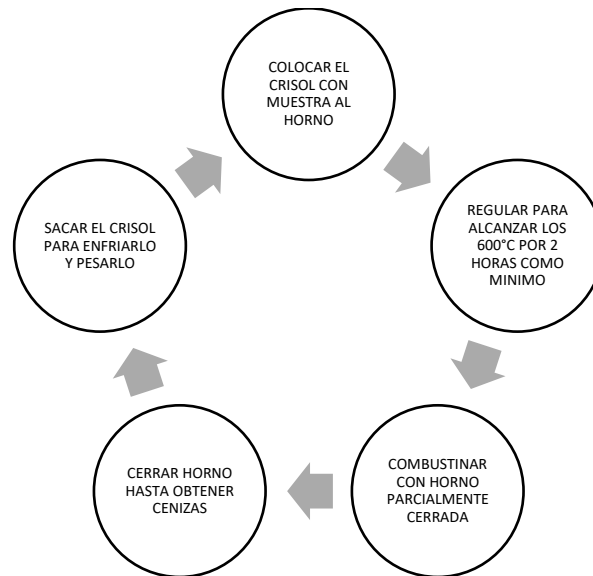 COLOCAR EL
CRISOL CON
MUESTRA AL
HORNO
REGULAR PARA
ALCANZAR LOS
600°C POR 2
HORAS COMO
MINIMO
COMBUSTINAR
CON HORNO
PARCIALMENTE
CERRADA
CERRAR HORNO
HASTA OBTENER
CENIZAS
SACAR EL CRISOL
PARA ENFRIARLO
Y PESARLO